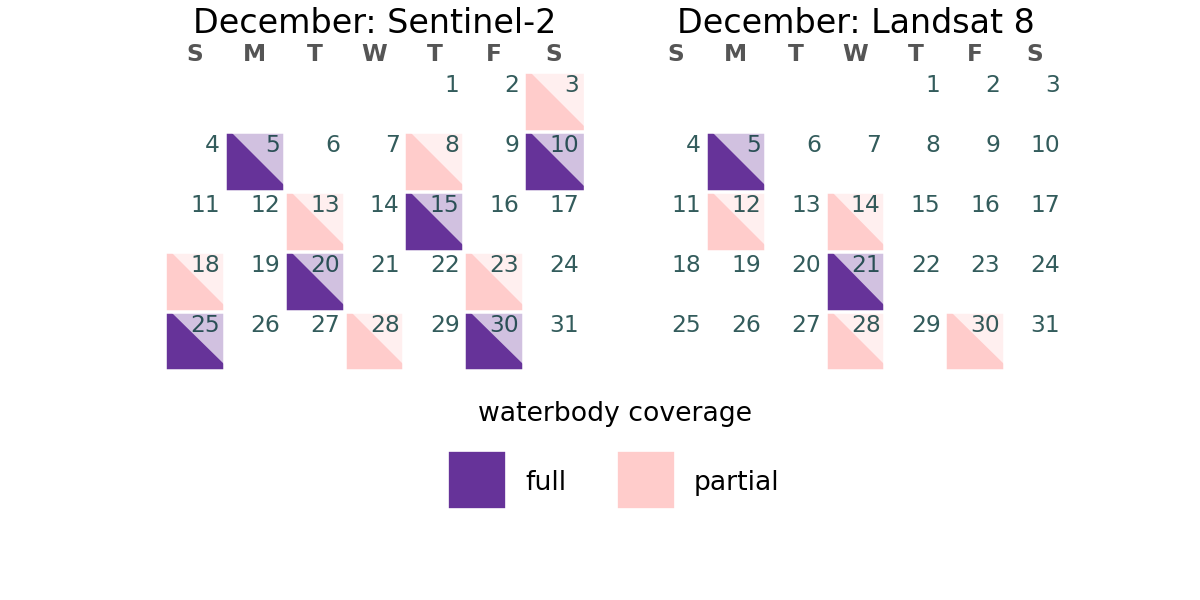 December: Sentinel-2
S M T W T F S
1 2 3
4 5 6 7 8 9 10
11 12 13 14 15 16 17
18 19 20 21 22 23 24
25 26 27 28 29 30 31
December: Landsat 8
S M T W T F S
1 2 3
4 5 6 7 8 9 10
11 12 13 14 15 16 17
18 19 20 21 22 23 24
25 26 27 28 29 30 31
waterbody coverage
full
partial